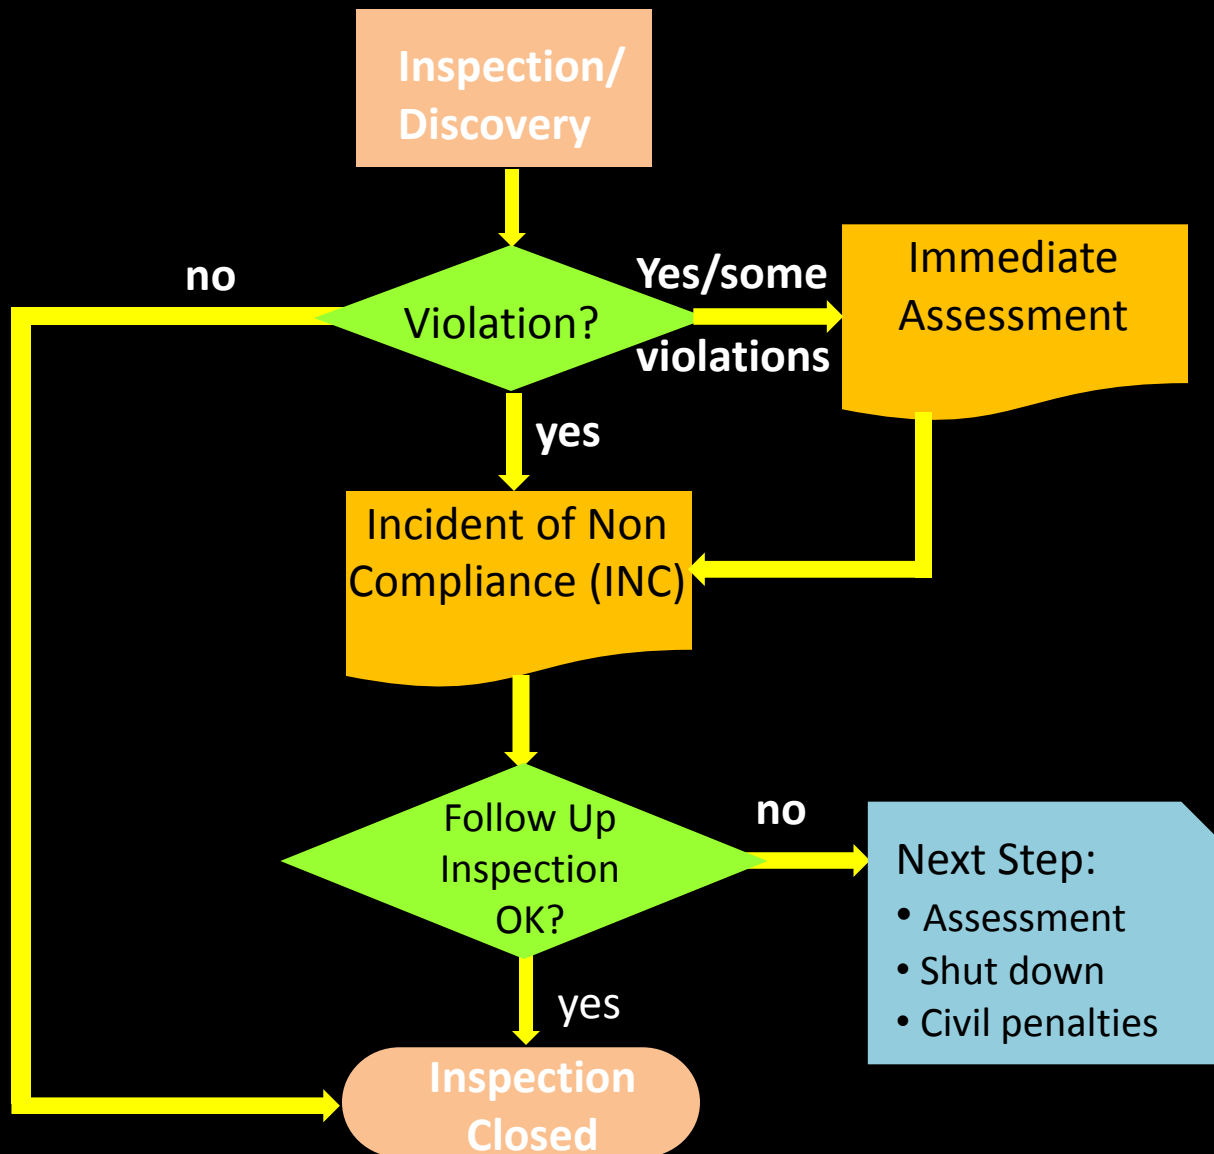 Inspection/
Discovery
no
Violation?
Yes/some
violations
Immediate
Assessment
yes
Incident of Non
Compliance (INC)
Follow Up
Inspection
OK?
no
Next Step:
• Assessment
• Shut down
• Civil penalties
yes
Inspection
Closed